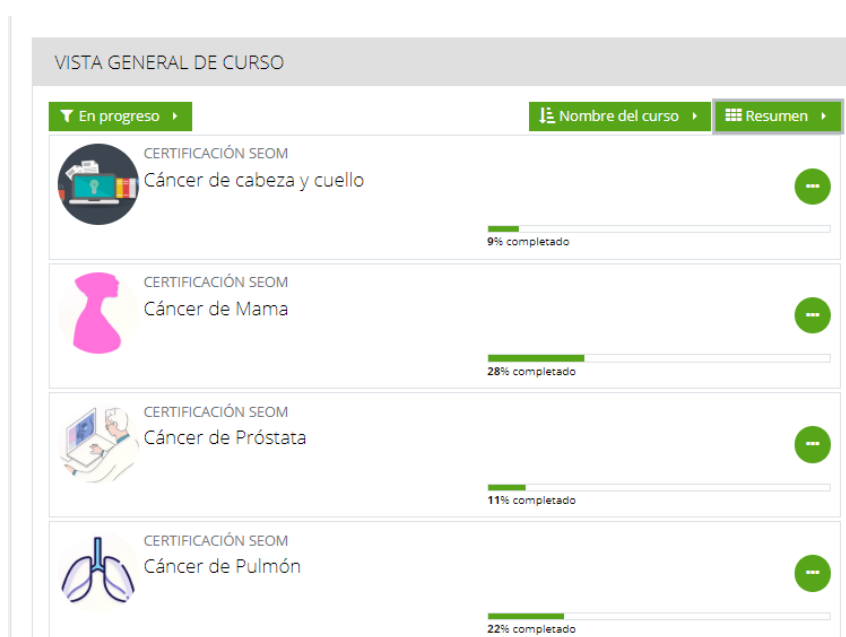 VISTA GENERAL DE CURSO
En progreso
Nombre del curso
Resumen
CERTIFICACIÓN SEOM
Cáncer de cabeza y cuello
9% completado
CERTIFICACIÓN SEOM
Cáncer de Mama
28% completado
CERTIFICACIÓN SEOM
Cáncer de Próstata
11% completado
CERTIFICACIÓN SEOM
Cáncer de Pulmón
22% completado